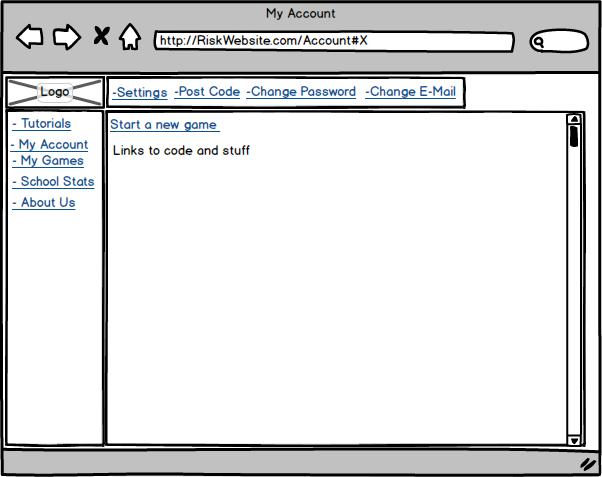 My Account
http://RiskWebsite.com/Account#X
Logo
-Settings -Post Code -Change Password -Change E-Mail
- Tutorials
- My Account
- My Games
- School Stats
- About Us
Start a new game
Links to code and stuff